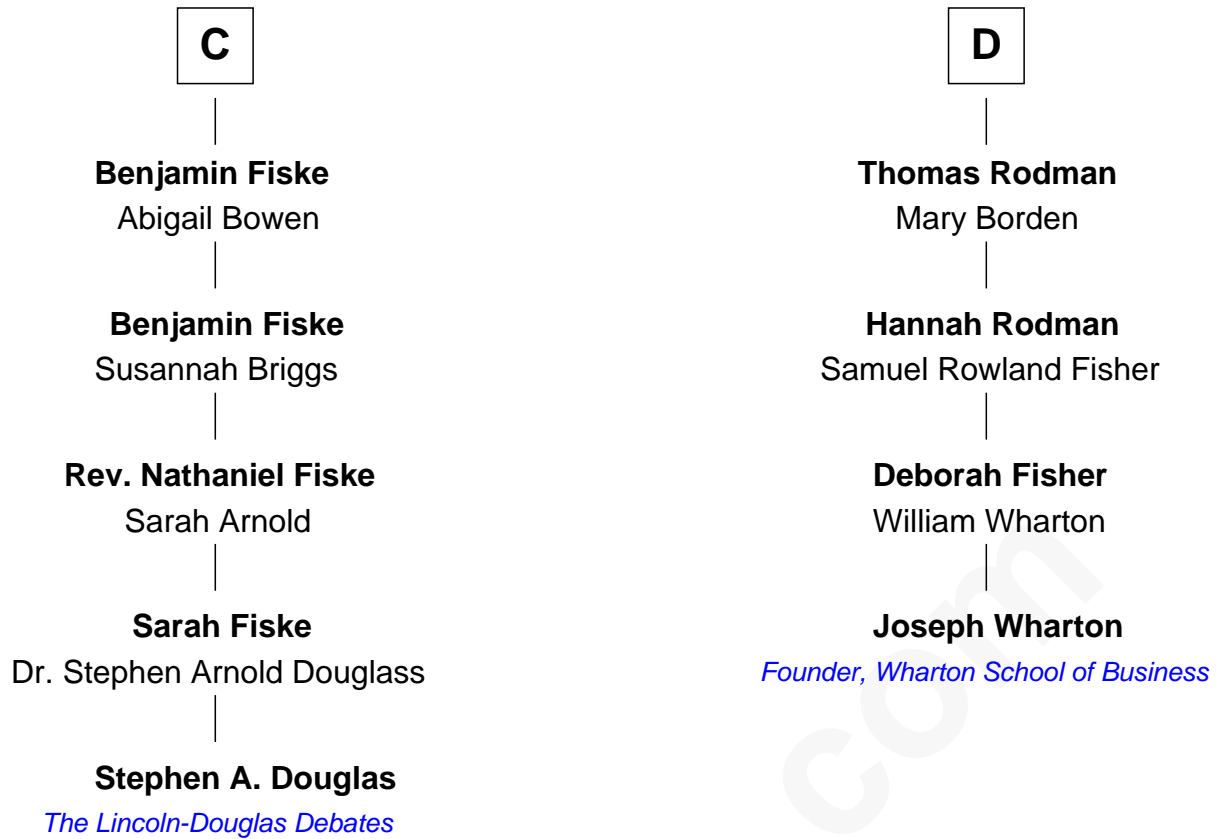 C
Benjamin Fiske
Abigail Bowen
Benjamin Fiske
Susannah Briggs
Rev. Nathaniel Fiske
Sarah Arnold
Sarah Fiske
Dr. Stephen Arnold Douglass
Stephen A. Douglas
The Lincoln-Douglas Debates
D
Thomas Rodman
Mary Borden
Hannah Rodman
Samuel Rowland Fisher
Deborah Fisher
William Wharton
Joseph Wharton
Founder, Wharton School of Business
com